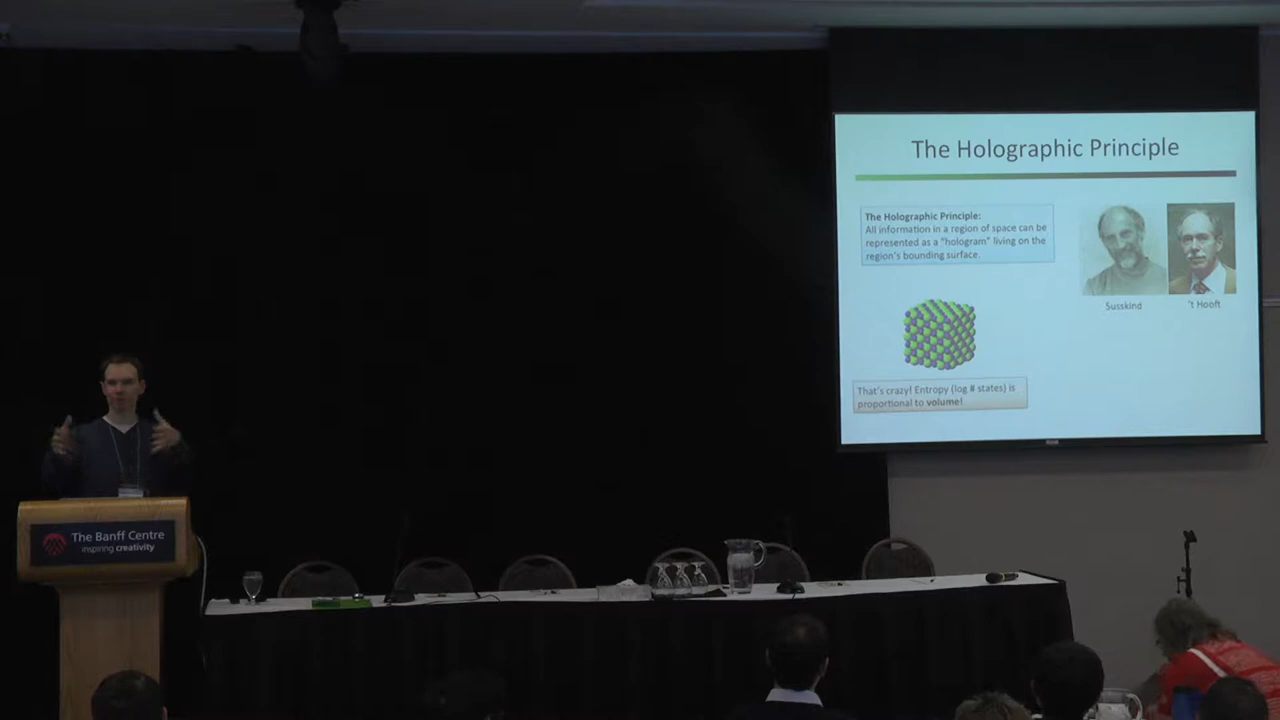 The Holographic Principle
The Holographic Principle:
All information in a region of space can be
represented as a "hologram" living on the
region's bounding surface.
Susskind
't Hooft
That's crazy! Entropy (log # states) is
proportional to volume!
The Banff Centre
inspiring creativity